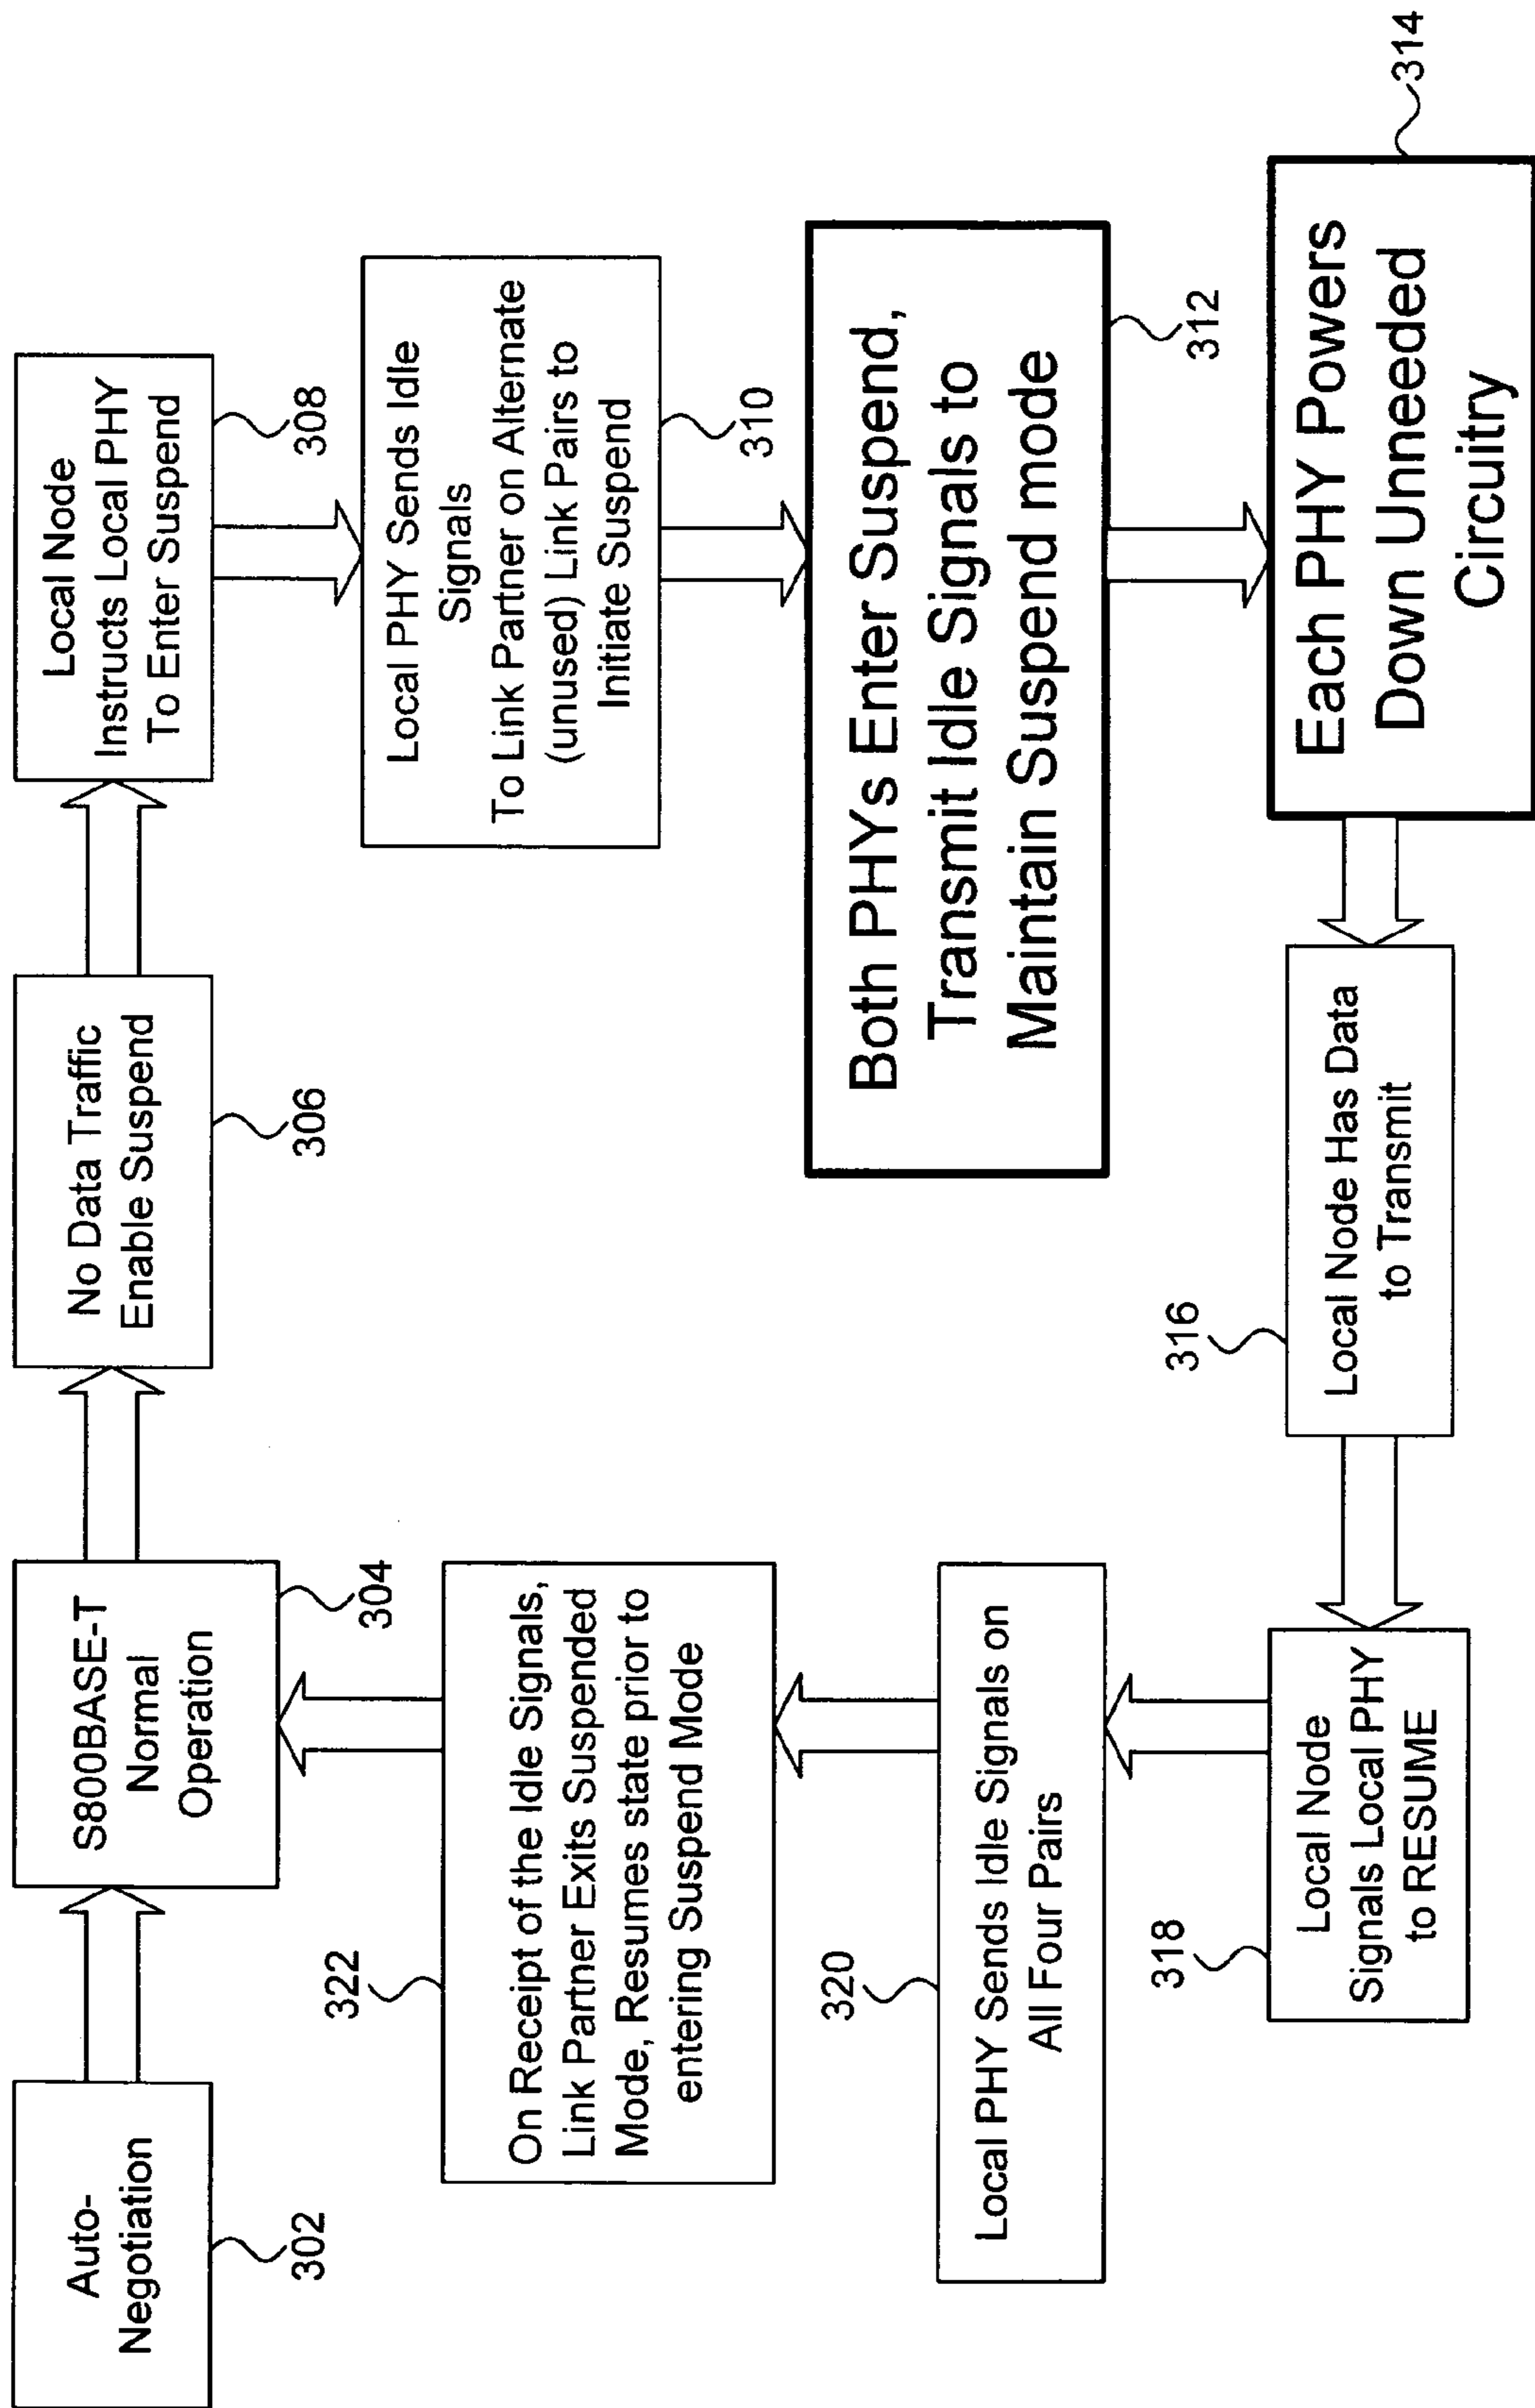 Auto-
Negotiation
302
S800BASE-T
Normal
Operation
304
No Data Traffic
Enable Suspend
306
Local Node
Instructs Local PHY
To Enter Suspend
308
Local PHY Sends Idle
Signals
To Link Partner on Alternate
(unused) Link Pairs to
Initiate Suspend
310
Both PHYs Enter Suspend,
Transmit Idle Signals to
Maintain Suspend mode
312
Each PHY Powers
Down Unneeded
Circuitry
314
Local Node Has Data
to Transmit
316
Local Node
Signals Local PHY
to RESUME
318
Local PHY Sends Idle Signals on
All Four Pairs
320
On Receipt of the Idle Signals,
Link Partner Exits Suspended
Mode, Resumes state prior to
entering Suspend Mode
322